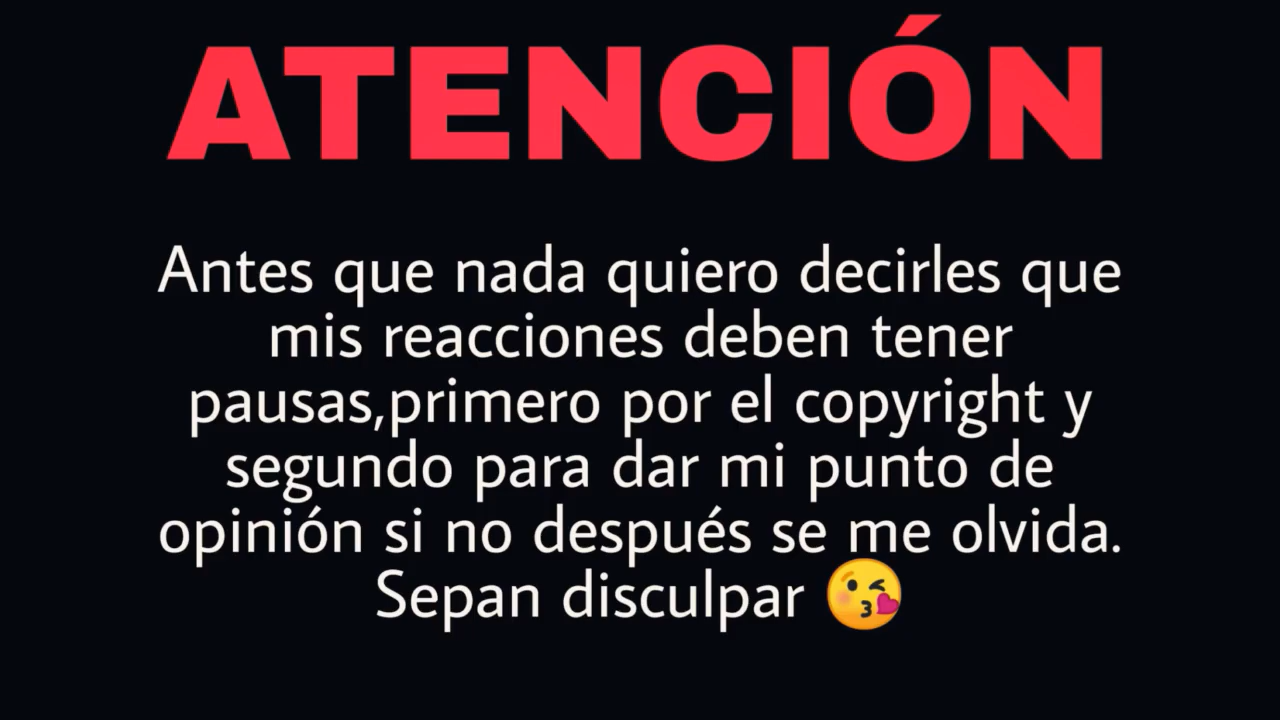 ATENCIÓN
Antes que nada quiero decirles que
mis reacciones deben tener
pausas,primero por el copyright y
segundo para dar mi punto de
opinión si no después se me olvida.
Sepan disculpar 😘